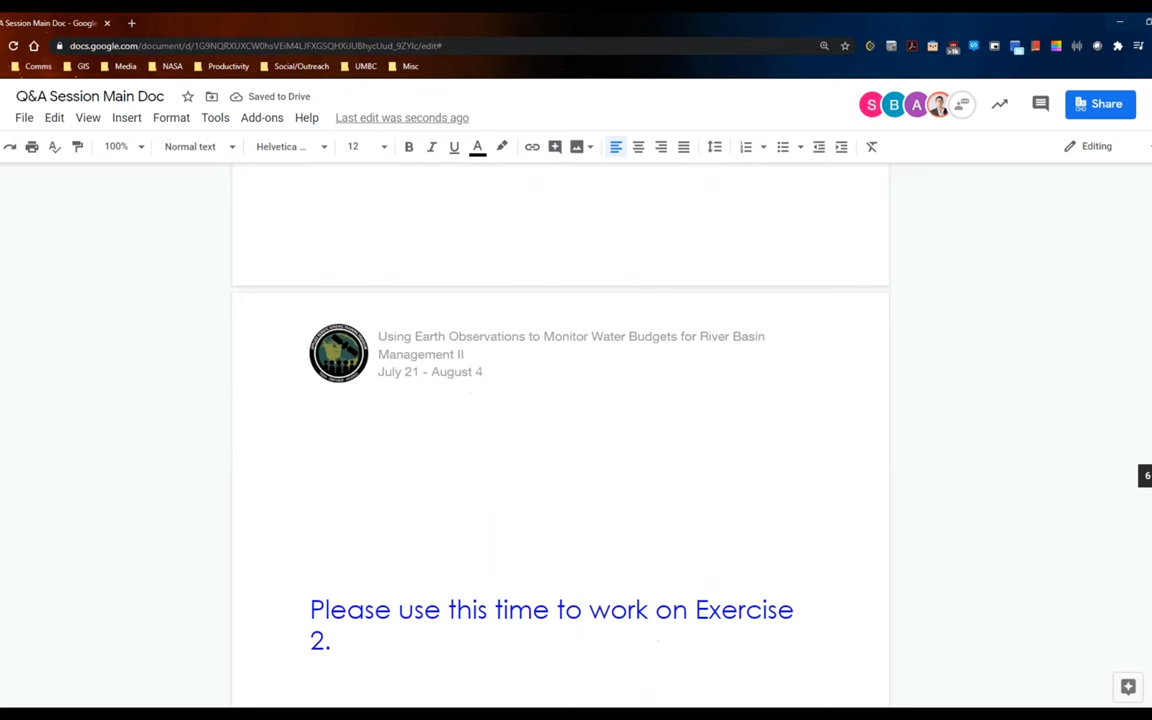 A Session Main Doc - Google
docs.google.com/document/d/1G9NQRXUXCW0hsVEiM4LJFXG5QHXiJUBhycUud_9ZYIc/edit#
Comms GIS Media NASA Productivity Social/Outreach UMBC Misc
Q&A Session Main Doc Saved to Drive
S B A Share
File Edit View Insert Format Tools Add-ons Help Last edit was seconds ago
100% Normal text Helvetica ... 12 B I U A Editing
Using Earth Observations to Monitor Water Budgets for River Basin
Management II
July 21 - August 4
6
Please use this time to work on Exercise
2.